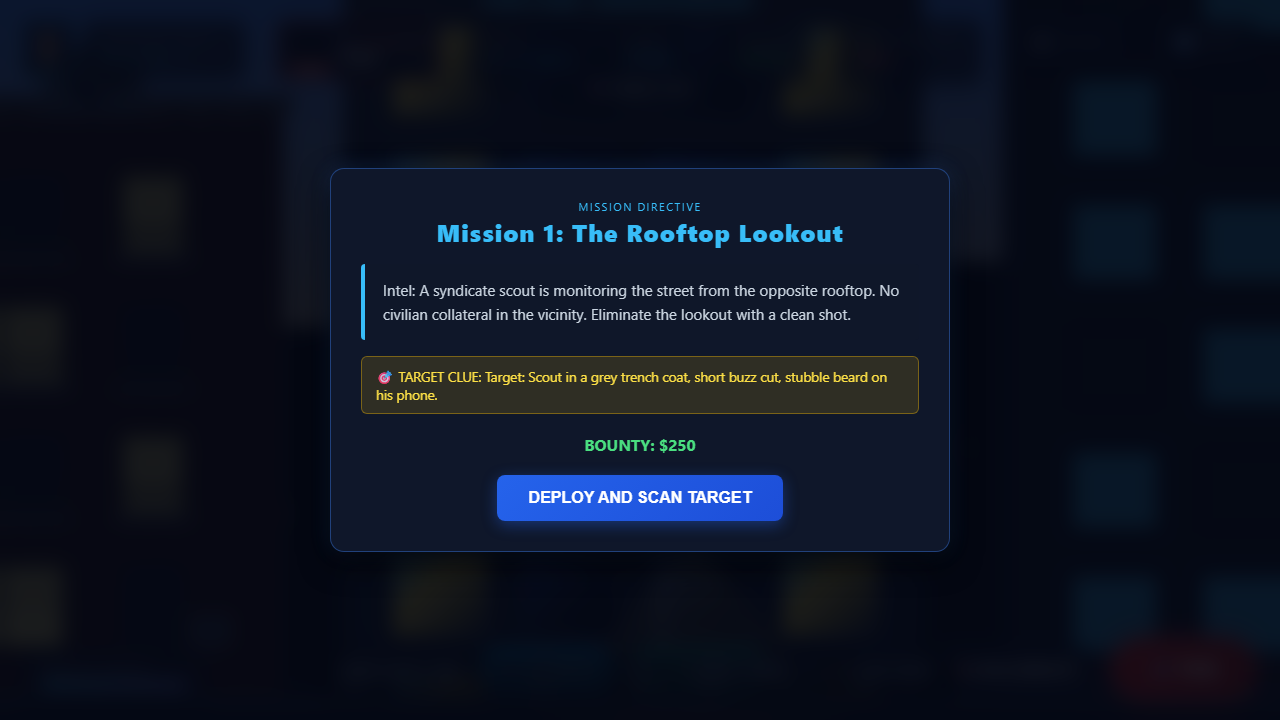 MISSION DIRECTIVE
Mission 1: The Rooftop Lookout
Intel: A syndicate scout is monitoring the street from the opposite rooftop. No
civilian collateral in the vicinity. Eliminate the lookout with a clean shot.
🎯 TARGET CLUE: Target: Scout in a grey trench coat, short buzz cut, stubble beard on
his phone.
BOUNTY: $250
DEPLOY AND SCAN TARGET